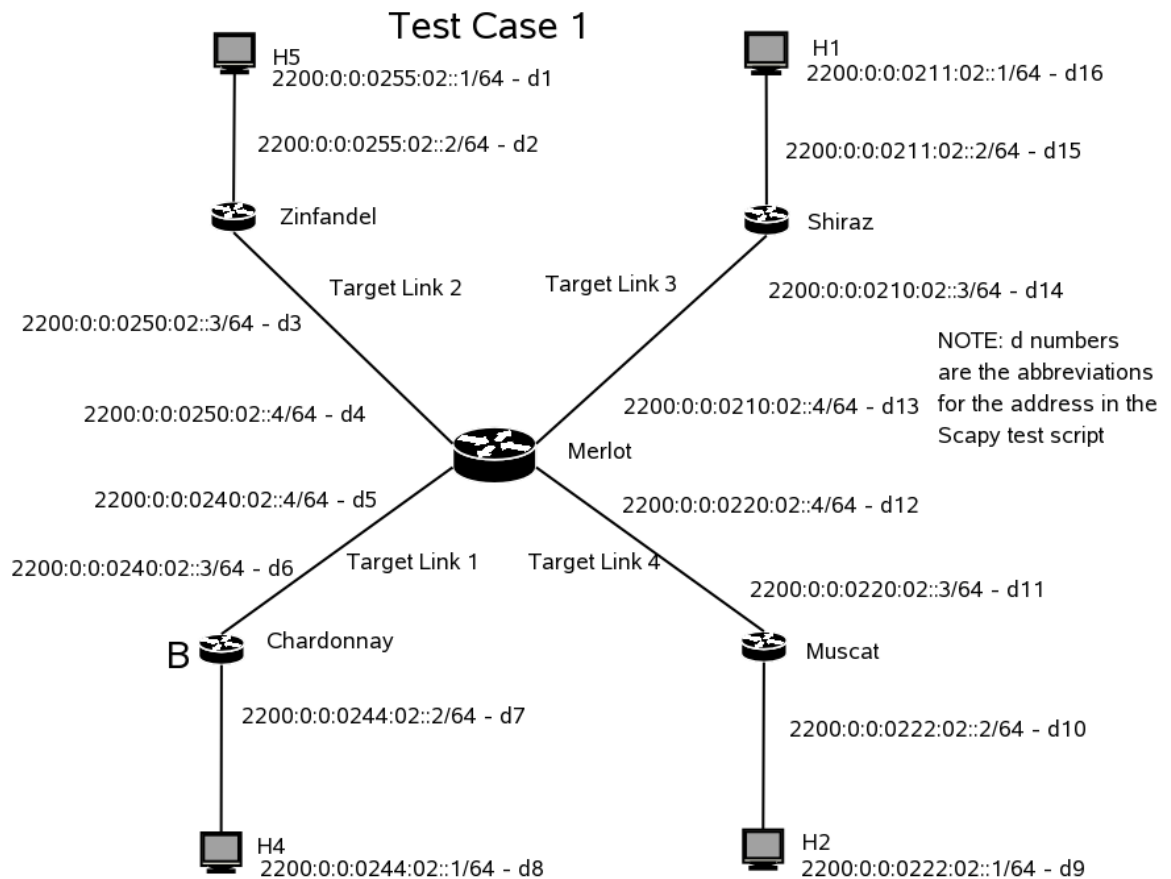 Test Case 1
H5
2200:0:0:0255:02::1/64 - d1
H1
2200:0:0:0211:02::1/64 - d16
2200:0:0:0255:02::2/64 - d2
2200:0:0:0211:02::2/64 - d15
Zinfandel
Shiraz
Target Link 2
Target Link 3
2200:0:0:0210:02::3/64 - d14
2200:0:0:0250:02::3/64 - d3
NOTE: d numbers
are the abbreviations
for the address in the
Scapy test script
2200:0:0:0250:02::4/64 - d4
2200:0:0:0210:02::4/64 - d13
Merlot
2200:0:0:0240:02::4/64 - d5
2200:0:0:0220:02::4/64 - d12
2200:0:0:0240:02::3/64 - d6
Target Link 1
Target Link 4
2200:0:0:0220:02::3/64 - d11
B
Chardonnay
Muscat
2200:0:0:0244:02::2/64 - d7
2200:0:0:0222:02::2/64 - d10
H4
2200:0:0:0244:02::1/64 - d8
H2
2200:0:0:0222:02::1/64 - d9